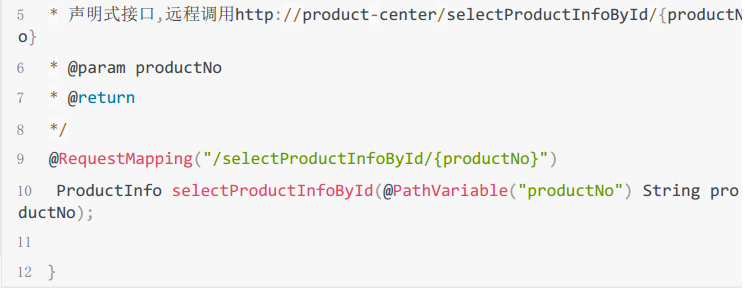 5 * 声明式接口,远程调用http://product-center/selectProductInfoById/{productN
o}
6 * @param productNo
7 * @return
8 */
9 @RequestMapping("/selectProductInfoById/{productNo}")
10 ProductInfo selectProductInfoById(@PathVariable("productNo") String pro
ductNo);
11
12 }